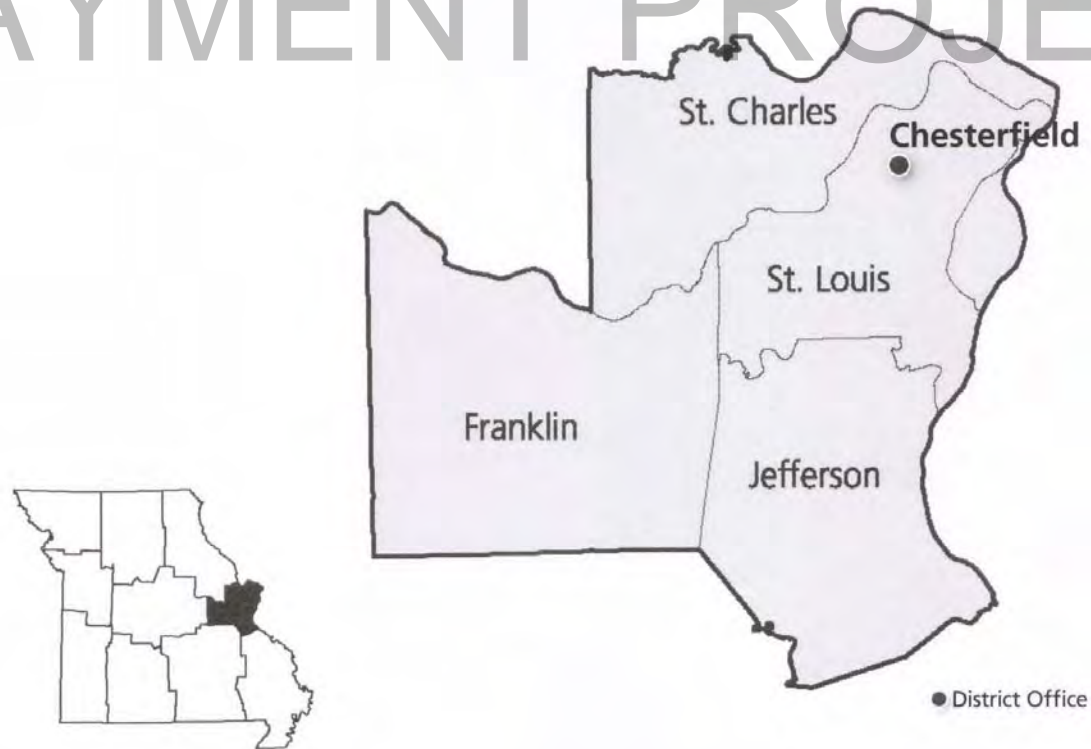 AYMENT PROJE
St. Charles
Chesterfield
St. Louis
Franklin
Jefferson
District Office